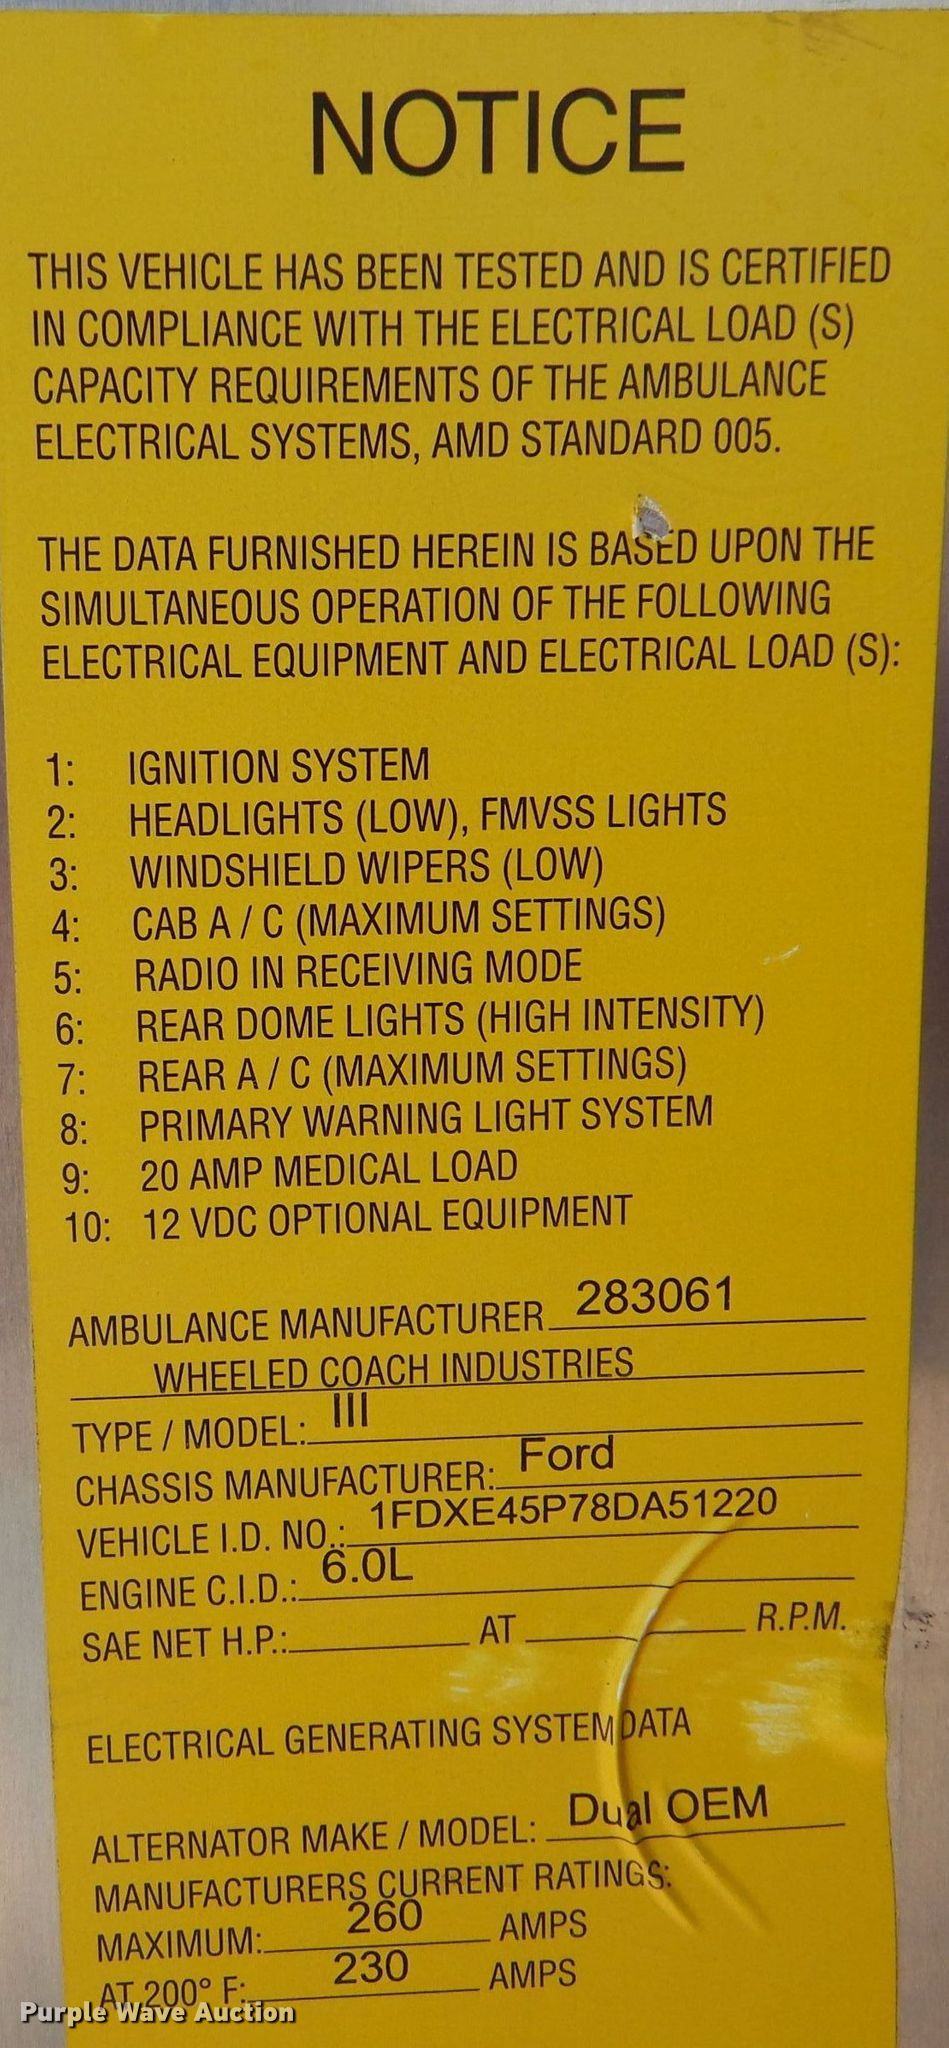 NOTICE
THIS VEHICLE HAS BEEN TESTED AND IS CERTIFIED
IN COMPLIANCE WITH THE ELECTRICAL LOAD (S)
CAPACITY REQUIREMENTS OF THE AMBULANCE
ELECTRICAL SYSTEMS, AMD STANDARD 005.
THE DATA FURNISHED HEREIN IS BASED UPON THE
SIMULTANEOUS OPERATION OF THE FOLLOWING
ELECTRICAL EQUIPMENT AND ELECTRICAL LOAD (S):
1: IGNITION SYSTEM
2: HEADLIGHTS (LOW), FMVSS LIGHTS
3: WINDSHIELD WIPERS (LOW)
4: CAB A / C (MAXIMUM SETTINGS)
5: RADIO IN RECEIVING MODE
6: REAR DOME LIGHTS (HIGH INTENSITY)
7: REAR A / C (MAXIMUM SETTINGS)
8: PRIMARY WARNING LIGHT SYSTEM
9: 20 AMP MEDICAL LOAD
10: 12 VDC OPTIONAL EQUIPMENT
AMBULANCE MANUFACTURER 283061
WHEELED COACH INDUSTRIES
TYPE / MODEL: III
CHASSIS MANUFACTURER: Ford
VEHICLE I.D. NO.: 1FDXE45P78DA51220
ENGINE C.I.D.: 6.0L
SAE NET H.P.: AT R.P.M.
ELECTRICAL GENERATING SYSTEM DATA
ALTERNATOR MAKE / MODEL: Dual OEM
MANUFACTURERS CURRENT RATINGS:
MAXIMUM: 260 AMPS
AT 200° F: 230 AMPS
Purple Wave Auction